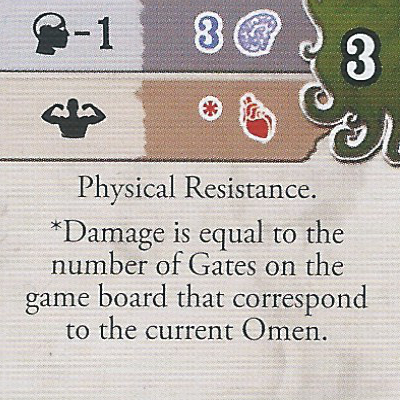 -1 3 3
*
Physical Resistance.
*Damage is equal to the
number of Gates on the
game board that correspond
to the current Omen.